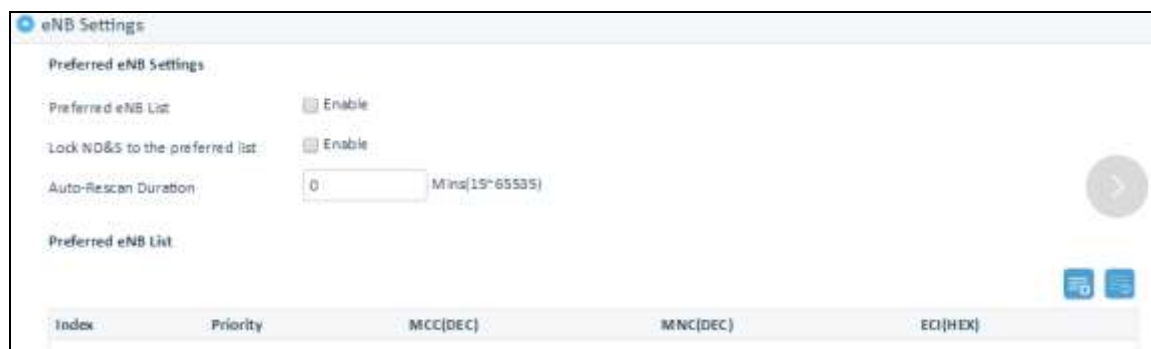 eNB Settings
Preferred eNB Settings
Preferred eNB List Enable
Lock ND&S to the preferred list Enable
Auto-Rescan Duration 0 Mins(15~65535)
Preferred eNB List
Index Priority MCC(DEC) MNC(DEC) ECI(HEX)